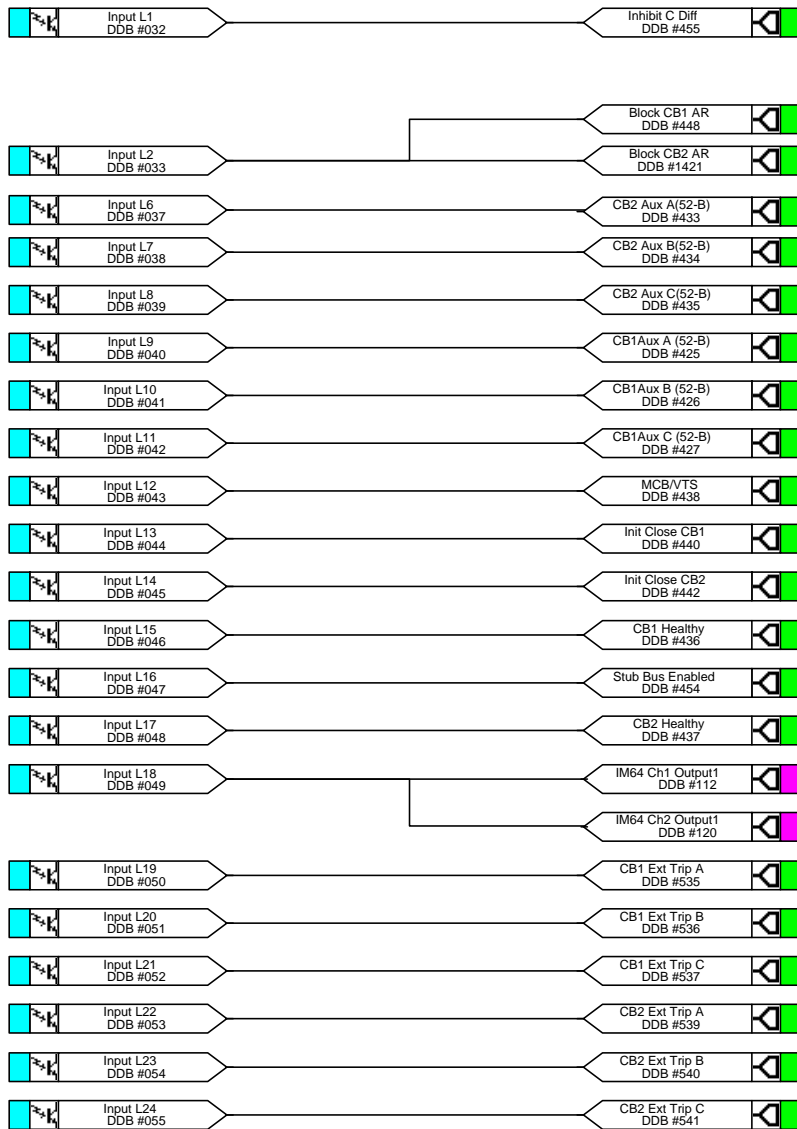 Input L1
DDB #032
Inhibit C Diff
DDB #455
Block CB1 AR
DDB #448
Input L2
DDB #033
Block CB2 AR
DDB #1421
Input L6
DDB #037
CB2 Aux A(52-B)
DDB #433
Input L7
DDB #038
CB2 Aux B(52-B)
DDB #434
Input L8
DDB #039
CB2 Aux C(52-B)
DDB #435
Input L9
DDB #040
CB1Aux A (52-B)
DDB #425
Input L10
DDB #041
CB1Aux B (52-B)
DDB #426
Input L11
DDB #042
CB1Aux C (52-B)
DDB #427
Input L12
DDB #043
MCB/VTS
DDB #438
Input L13
DDB #044
Init Close CB1
DDB #440
Input L14
DDB #045
Init Close CB2
DDB #442
Input L15
DDB #046
CB1 Healthy
DDB #436
Input L16
DDB #047
Stub Bus Enabled
DDB #454
Input L17
DDB #048
CB2 Healthy
DDB #437
Input L18
DDB #049
IM64 Ch1 Output1
DDB #112
IM64 Ch2 Output1
DDB #120
Input L19
DDB #050
CB1 Ext Trip A
DDB #535
Input L20
DDB #051
CB1 Ext Trip B
DDB #536
Input L21
DDB #052
CB1 Ext Trip C
DDB #537
Input L22
DDB #053
CB2 Ext Trip A
DDB #539
Input L23
DDB #054
CB2 Ext Trip B
DDB #540
Input L24
DDB #055
CB2 Ext Trip C
DDB #541